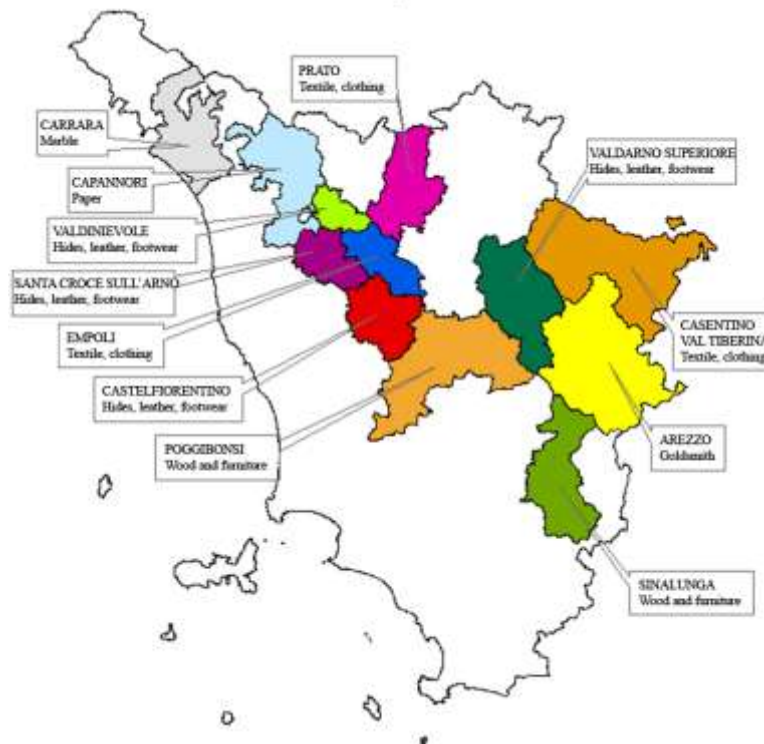 PRATO
Textile, clothing
CARRARA
Marble
VALDARNO SUPERIORE
Hides, leather, footwear
CAPANNORI
Paper
VALDINIEVOLE
Hides, leather, footwear
SANTA CROCE SULL'ARNO
Hides, leather, footwear
EMPOLI
Textile, clothing
CASENTINO
VAL TIBERINA
Textile, clothing
CASTELFIORENTINO
Hides, leather, footwear
POGGIBONSI
Wood and furniture
AREZZO
Goldsmith
SINALUNGA
Wood and furniture